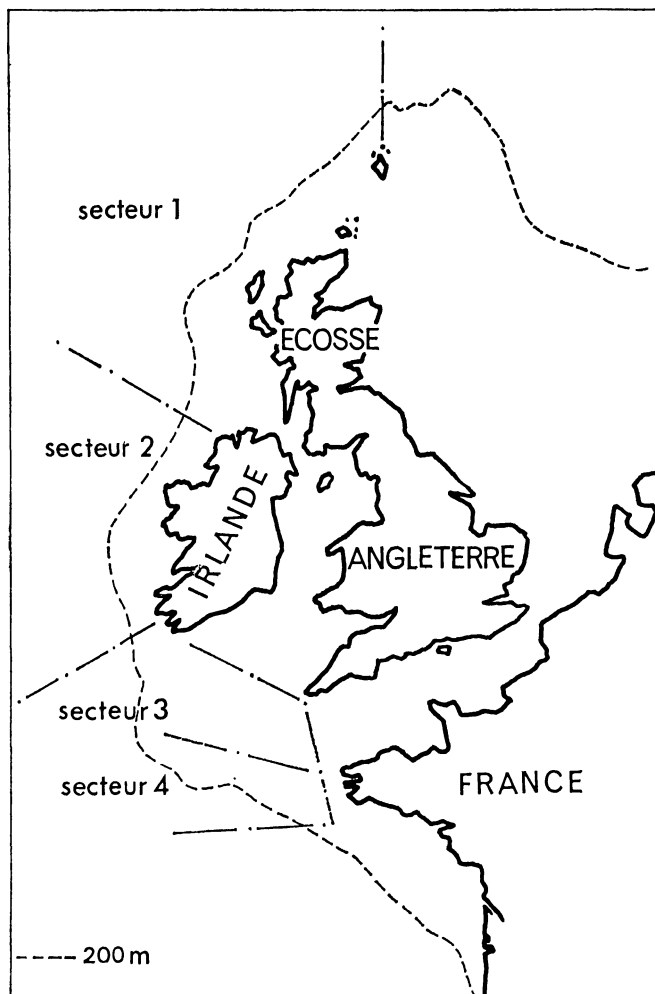 secteur 1
ECOSSE
secteur 2
IRLANDE
ANGLETERRE
secteur 3
secteur 4
FRANCE
200 m